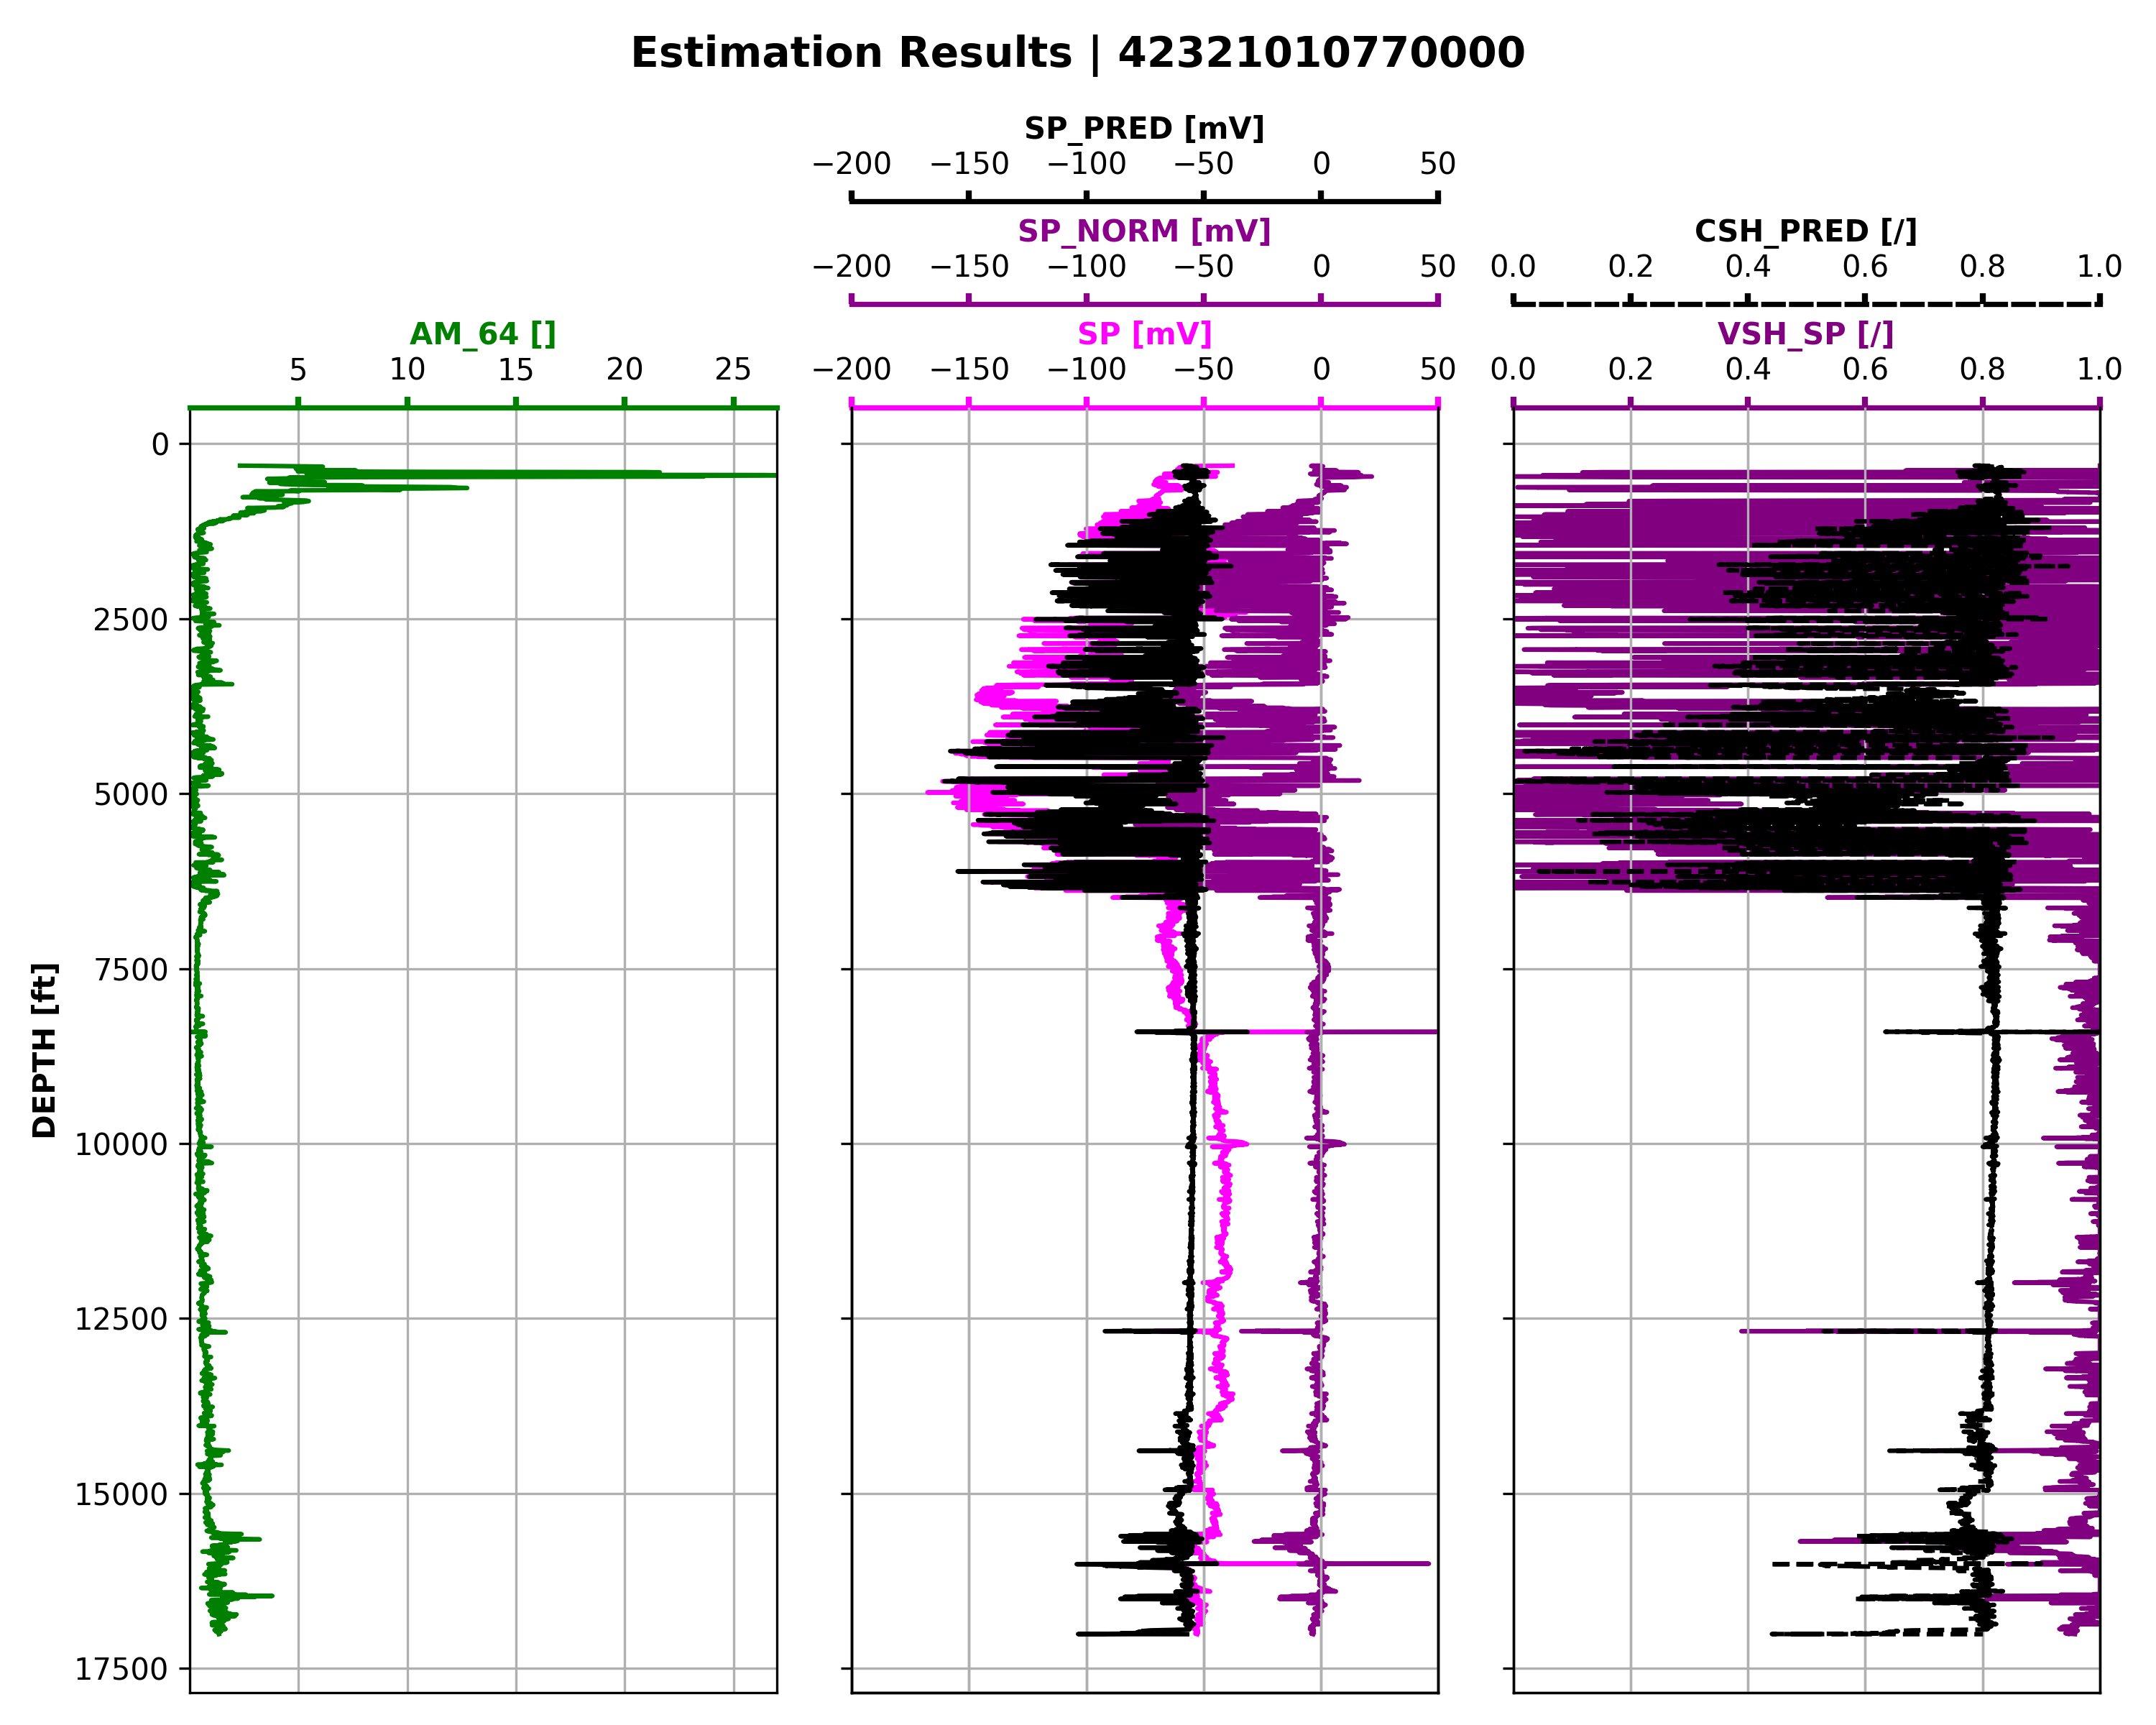 Estimation Results | 42321010770000
SP_PRED [mV]
−200 −150 −100 −50 0 50
SP_NORM [mV] CSH_PRED [/]
−200 −150 −100 −50 0 50 0.0 0.2 0.4 0.6 0.8 1.0
AM_64 [] SP [mV] VSH_SP [/]
5 10 15 20 25 −200 −150 −100 −50 0 50 0.0 0.2 0.4 0.6 0.8 1.0
0
2500
5000
7500
DEPTH [ft]
10000
12500
15000
17500